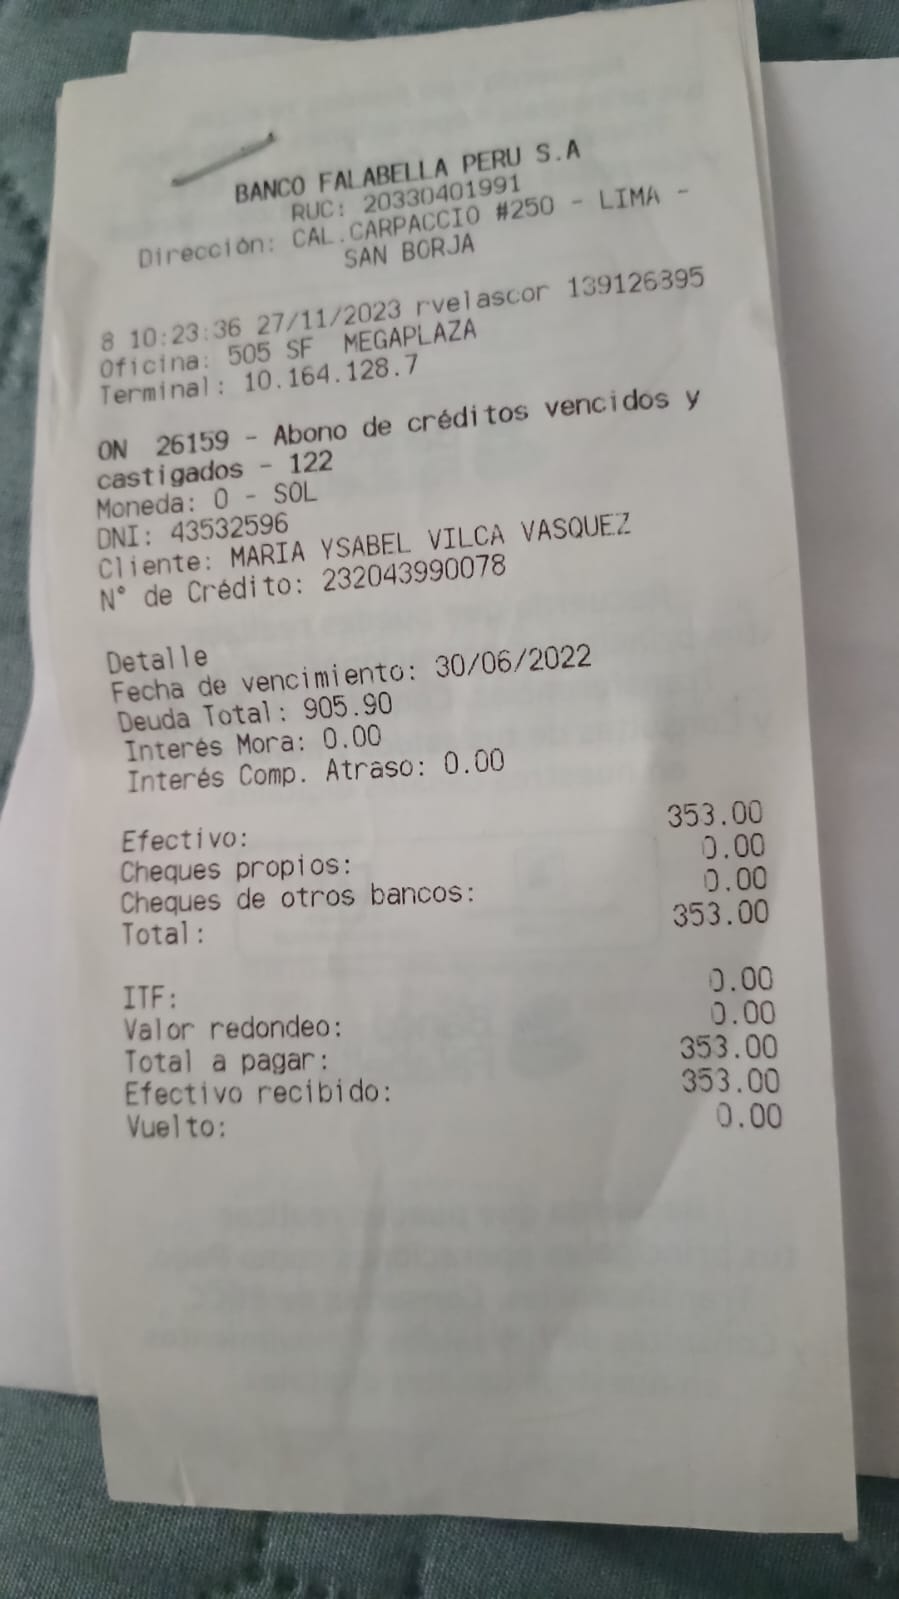 BANCO FALABELLA PERU S.A
RUC: 20330401991
Dirección: CAL.CARPACCIO #250 - LIMA -
SAN BORJA
8 10:23:36 27/11/2023 rvelascor 139126395
Oficina: 505 SF MEGAPLAZA
Terminal: 10.164.128.7
ON 26159 - Abono de créditos vencidos y
castigados - 122
Moneda: 0 - SOL
DNI: 43532596
Cliente: MARIA YSABEL VILCA VASQUEZ
N° de Crédito: 232043990078
Detalle
Fecha de vencimiento: 30/06/2022
Deuda Total: 905.90
Interés Mora: 0.00
Interés Comp. Atraso: 0.00
Efectivo: 353.00
Cheques propios: 0.00
Cheques de otros bancos: 0.00
Total: 353.00
ITF: 0.00
Valor redondeo: 0.00
Total a pagar: 353.00
Efectivo recibido: 353.00
Vuelto: 0.00